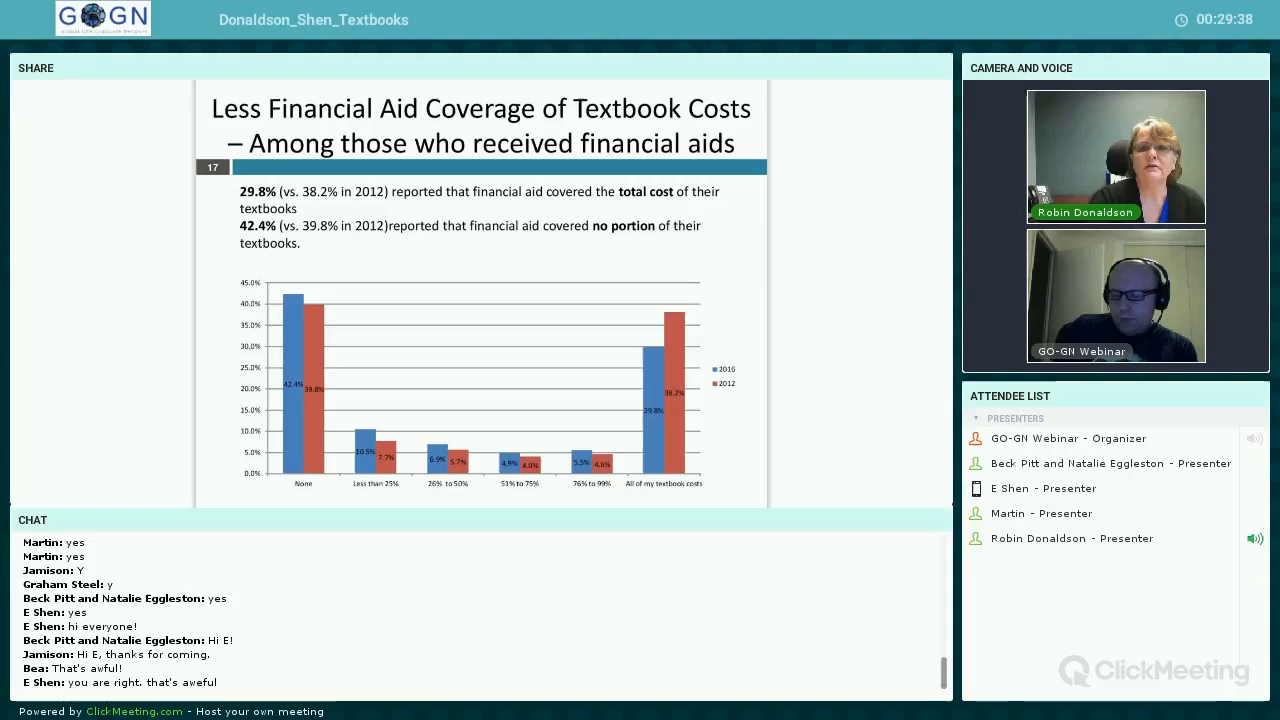 GOGN
Global OER Graduate Network
Donaldson_Shen_Textbooks
00:29:38
SHARE
Less Financial Aid Coverage of Textbook Costs
– Among those who received financial aids
17
29.8% (vs. 38.2% in 2012) reported that financial aid covered the total cost of their
textbooks
42.4% (vs. 39.8% in 2012)reported that financial aid covered no portion of their
textbooks.
45.0%
40.0%
35.0%
30.0%
25.0%
20.0%
15.0%
10.0%
5.0%
0.0%
42.4%
39.8%
10.5%
7.7%
6.9%
5.7%
4.9%
4.0%
5.5%
4.6%
29.8%
38.2%
None
Less than 25%
26% to 50%
51% to 75%
76% to 99%
All of my textbook costs
2016
2012
CHAT
Martin: yes
Martin: yes
Jamison: Y
Graham Steel: y
Beck Pitt and Natalie Eggleston: yes
E Shen: yes
E Shen: hi everyone!
Beck Pitt and Natalie Eggleston: Hi E!
Jamison: Hi E, thanks for coming.
Bea: That's awful!
E Shen: you are right. that's aweful
CAMERA AND VOICE
Robin Donaldson
GO-GN Webinar
ATTENDEE LIST
PRESENTERS
GO-GN Webinar - Organizer
Beck Pitt and Natalie Eggleston - Presenter
E Shen - Presenter
Martin - Presenter
Robin Donaldson - Presenter
ClickMeeting
Powered by ClickMeeting.com - Host your own meeting